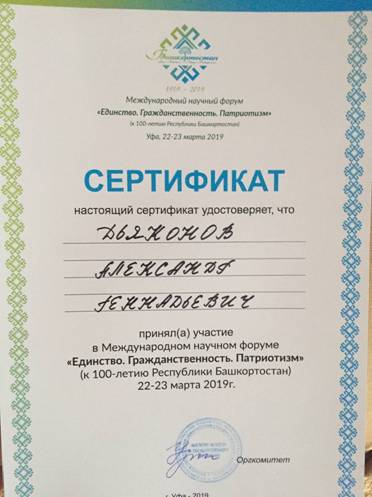 Башкортостан
1919 - 2019
Международный научный форум
«Единство. Гражданственность. Патриотизм»
(к 100-летию Республики Башкортостан)
Уфа, 22-23 марта 2019
СЕРТИФИКАТ
настоящий сертификат удостоверяет, что
ДЬЯКОНОВ
АЛЕКСАНДР
ГЕННАДЬЕВИЧ
принял(а) участие
в Международном научном форуме
«Единство. Гражданственность. Патриотизм»
(к 100-летию Республики Башкортостан)
22-23 марта 2019г.
Оргкомитет
г. Уфа - 2019